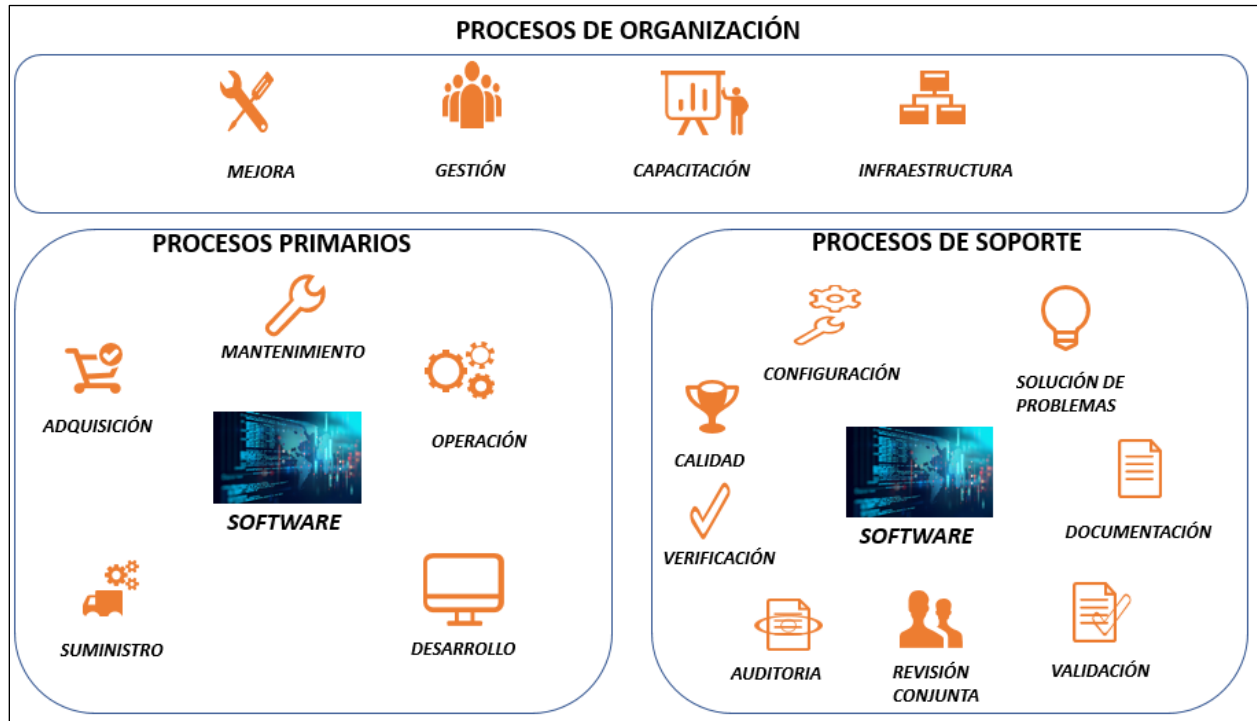 PROCESOS DE ORGANIZACIÓN
MEJORA
GESTIÓN
CAPACITACIÓN
INFRAESTRUCTURA
PROCESOS PRIMARIOS
MANTENIMIENTO
ADQUISICIÓN
OPERACIÓN
SOFTWARE
SUMINISTRO
DESARROLLO
PROCESOS DE SOPORTE
CONFIGURACIÓN
SOLUCIÓN DE
PROBLEMAS
CALIDAD
SOFTWARE
DOCUMENTACIÓN
VERIFICACIÓN
AUDITORIA
REVISIÓN
CONJUNTA
VALIDACIÓN